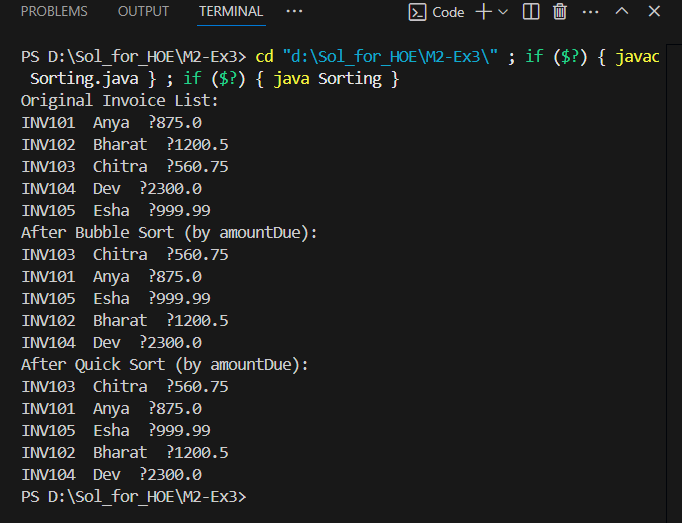 PROBLEMS OUTPUT TERMINAL ··· Code
PS D:\Sol_for_HOE\M2-Ex3> cd "d:\Sol_for_HOE\M2-Ex3\" ; if ($?) { javac
 Sorting.java } ; if ($?) { java Sorting }
Original Invoice List:
INV101  Anya  ?875.0
INV102  Bharat  ?1200.5
INV103  Chitra  ?560.75
INV104  Dev  ?2300.0
INV105  Esha  ?999.99
After Bubble Sort (by amountDue):
INV103  Chitra  ?560.75
INV101  Anya  ?875.0
INV105  Esha  ?999.99
INV102  Bharat  ?1200.5
INV104  Dev  ?2300.0
After Quick Sort (by amountDue):
INV103  Chitra  ?560.75
INV101  Anya  ?875.0
INV105  Esha  ?999.99
INV102  Bharat  ?1200.5
INV104  Dev  ?2300.0
PS D:\Sol_for_HOE\M2-Ex3>